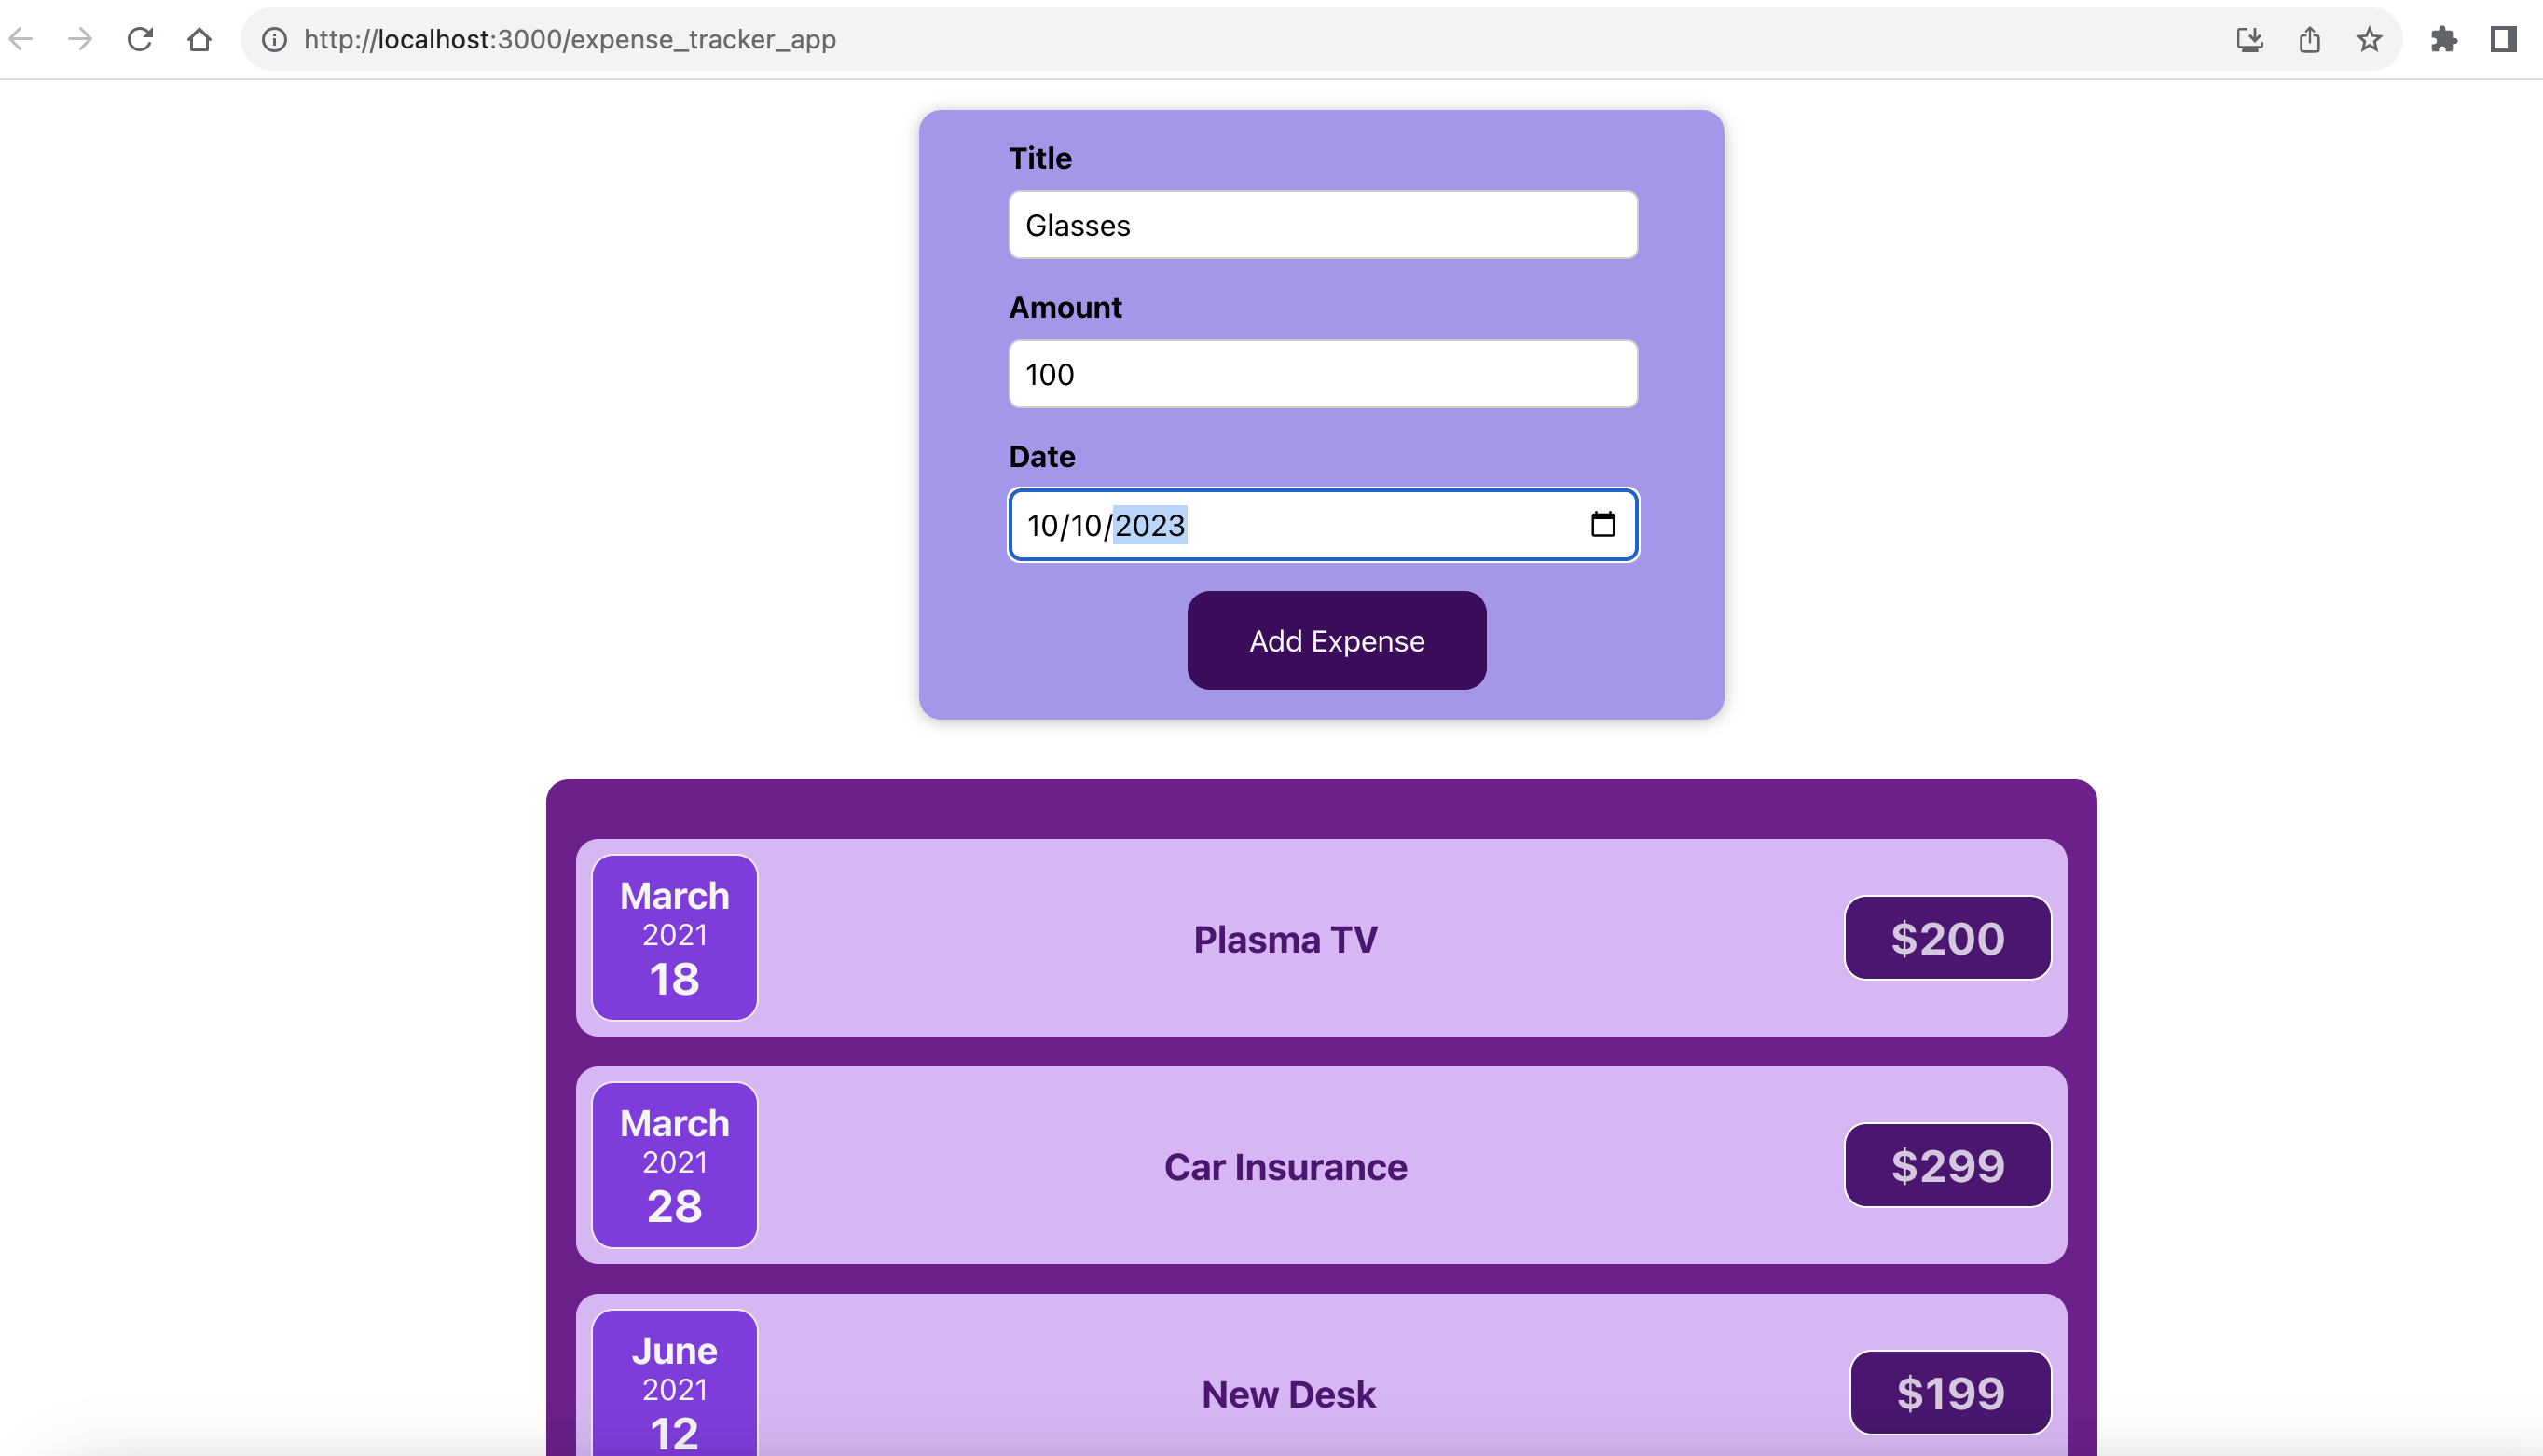 http://localhost:3000/expense_tracker_app
Title
Glasses
Amount
100
Date
10/10/2023
Add Expense
March
2021
18
Plasma TV
$200
March
2021
28
Car Insurance
$299
June
2021
12
New Desk
$199